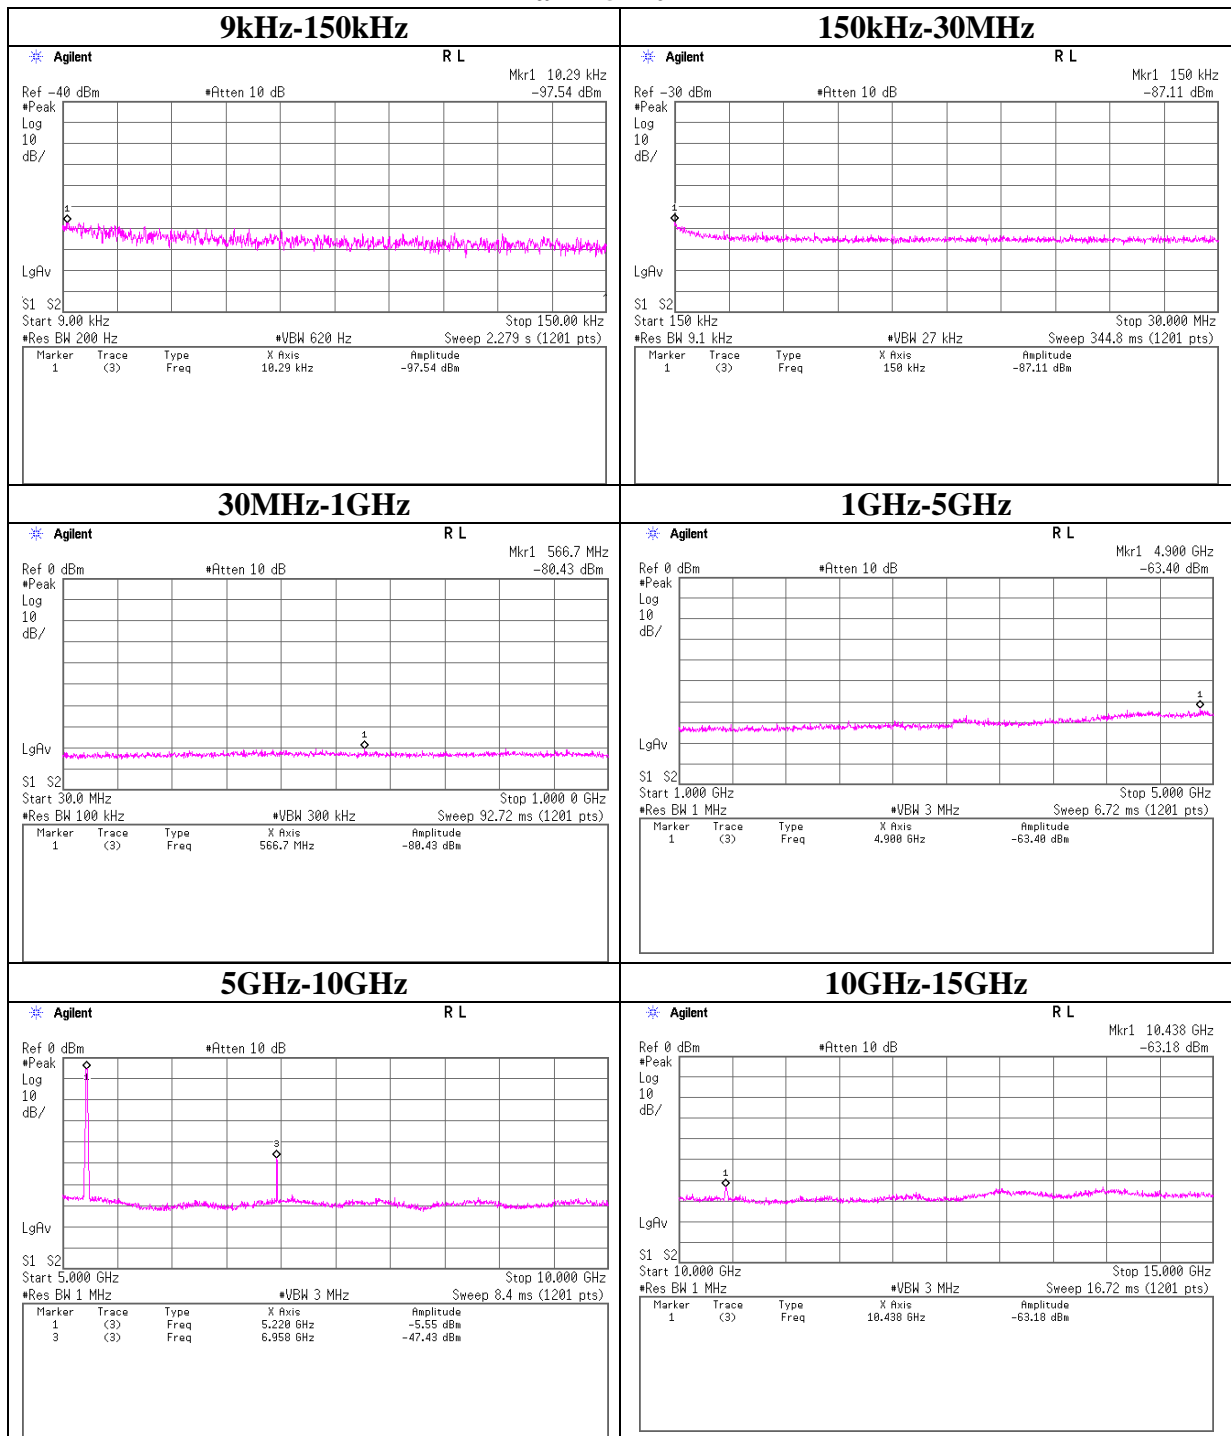 9kHz-150kHz
Agilent
R L
Mkr1 10.29 kHz
Ref -40 dBm #Atten 10 dB -97.54 dBm
#Peak
Log
10
dB/
1
LgAv
S1 S2
Start 9.00 kHz Stop 150.00 kHz
#Res BW 200 Hz #VBW 620 Hz Sweep 2.279 s (1201 pts)
Marker Trace Type X Axis Amplitude
1 (3) Freq 10.29 kHz -97.54 dBm
150kHz-30MHz
Agilent
R L
Mkr1 150 kHz
Ref -30 dBm #Atten 10 dB -87.11 dBm
#Peak
Log
10
dB/
1
LgAv
S1 S2
Start 150 kHz Stop 30.000 MHz
#Res BW 9.1 kHz #VBW 27 kHz Sweep 344.8 ms (1201 pts)
Marker Trace Type X Axis Amplitude
1 (3) Freq 150 kHz -87.11 dBm
30MHz-1GHz
Agilent
R L
Mkr1 566.7 MHz
Ref 0 dBm #Atten 10 dB -80.43 dBm
#Peak
Log
10
dB/
1
LgAv
S1 S2
Start 30.0 MHz Stop 1.000 0 GHz
#Res BW 100 kHz #VBW 300 kHz Sweep 92.72 ms (1201 pts)
Marker Trace Type X Axis Amplitude
1 (3) Freq 566.7 MHz -80.43 dBm
1GHz-5GHz
Agilent
R L
Mkr1 4.900 GHz
Ref 0 dBm #Atten 10 dB -63.40 dBm
#Peak
Log
10
dB/
1
LgAv
S1 S2
Start 1.000 GHz Stop 5.000 GHz
#Res BW 1 MHz #VBW 3 MHz Sweep 6.72 ms (1201 pts)
Marker Trace Type X Axis Amplitude
1 (3) Freq 4.900 GHz -63.40 dBm
5GHz-10GHz
Agilent
R L
Ref 0 dBm #Atten 10 dB
#Peak
Log
10
dB/
1
3
LgAv
S1 S2
Start 5.000 GHz Stop 10.000 GHz
#Res BW 1 MHz #VBW 3 MHz Sweep 8.4 ms (1201 pts)
Marker Trace Type X Axis Amplitude
1 (3) Freq 5.220 GHz -5.55 dBm
3 (3) Freq 6.958 GHz -47.43 dBm
10GHz-15GHz
Agilent
R L
Mkr1 10.438 GHz
Ref 0 dBm #Atten 10 dB -63.18 dBm
#Peak
Log
10
dB/
1
LgAv
S1 S2
Start 10.000 GHz Stop 15.000 GHz
#Res BW 1 MHz #VBW 3 MHz Sweep 16.72 ms (1201 pts)
Marker Trace Type X Axis Amplitude
1 (3) Freq 10.438 GHz -63.18 dBm